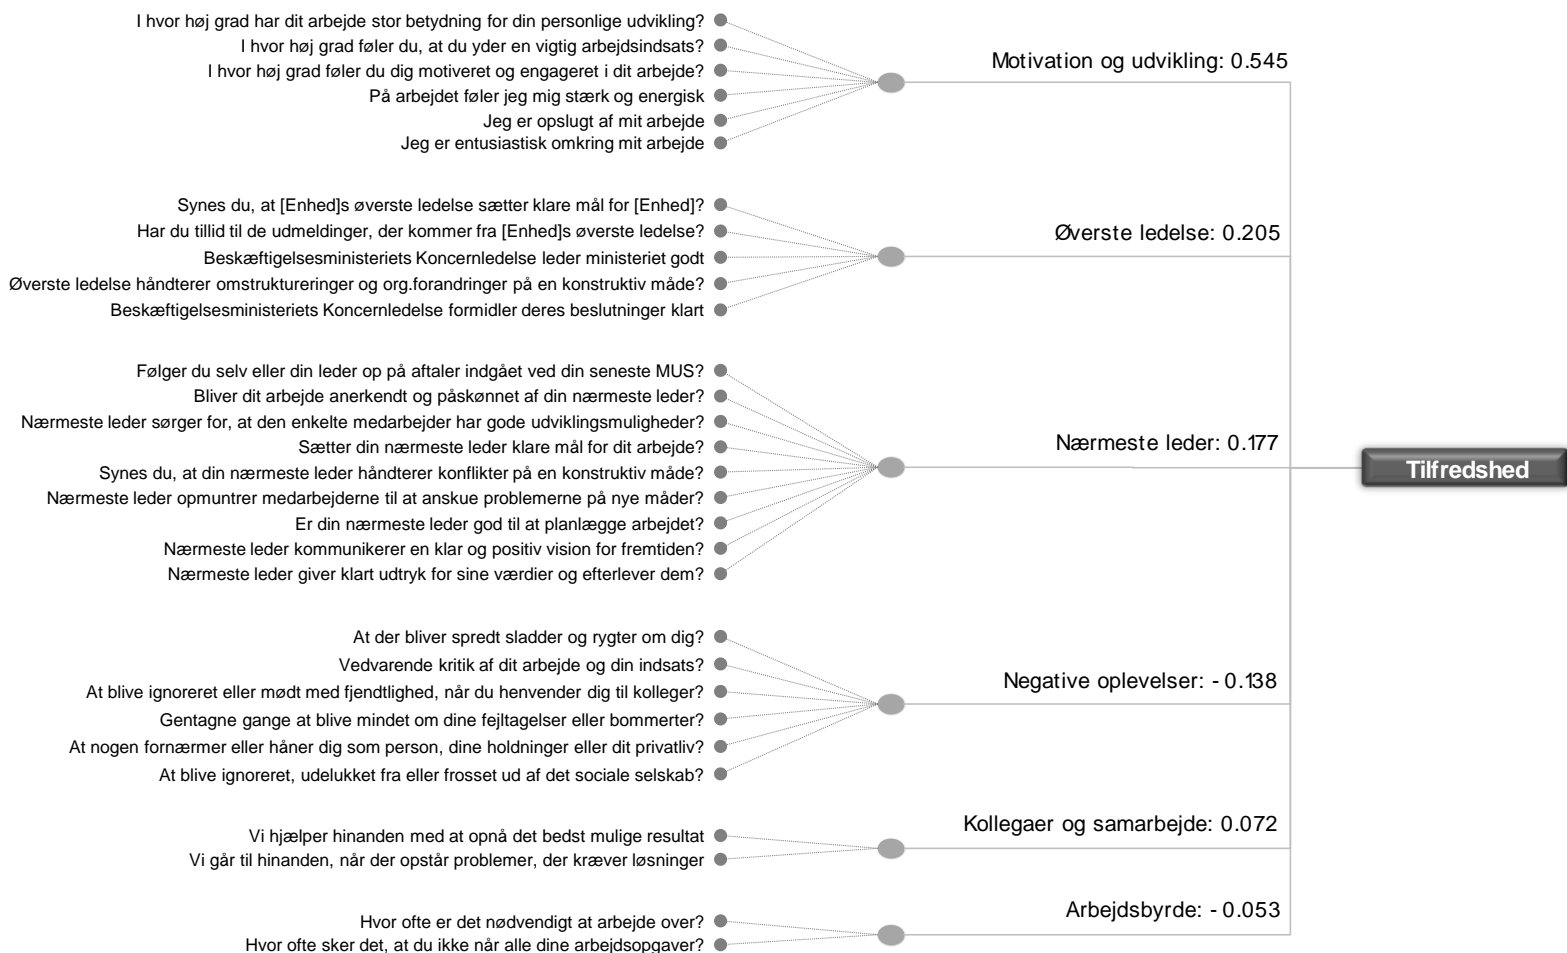 I hvor høj grad har dit arbejde stor betydning for din personlige udvikling?
I hvor høj grad føler du, at du yder en vigtig arbejdsindsats?
I hvor høj grad føler du dig motiveret og engageret i dit arbejde?
På arbejdet føler jeg mig stærk og energisk
Jeg er opslugt af mit arbejde
Jeg er entusiastisk omkring mit arbejde
Motivation og udvikling: 0.545
Synes du, at [Enhed]s øverste ledelse sætter klare mål for [Enhed]?
Har du tillid til de udmeldinger, der kommer fra [Enhed]s øverste ledelse?
Beskæftigelsesministeriets Koncernledelse leder ministeriet godt
Øverste ledelse håndterer omstruktureringer og org.forandringer på en konstruktiv måde?
Beskæftigelsesministeriets Koncernledelse formidler deres beslutninger klart
Øverste ledelse: 0.205
Følger du selv eller din leder op på aftaler indgået ved din seneste MUS?
Bliver dit arbejde anerkendt og påskønnet af din nærmeste leder?
Nærmeste leder sørger for, at den enkelte medarbejder har gode udviklingsmuligheder?
Sætter din nærmeste leder klare mål for dit arbejde?
Synes du, at din nærmeste leder håndterer konflikter på en konstruktiv måde?
Nærmeste leder opmuntrer medarbejderne til at anskue problemerne på nye måder?
Er din nærmeste leder god til at planlægge arbejdet?
Nærmeste leder kommunikerer en klar og positiv vision for fremtiden?
Nærmeste leder giver klart udtryk for sine værdier og efterlever dem?
Nærmeste leder: 0.177
Tilfredshed
At der bliver spredt sladder og rygter om dig?
Vedvarende kritik af dit arbejde og din indsats?
At blive ignoreret eller mødt med fjendtlighed, når du henvender dig til kolleger?
Gentagne gange at blive mindet om dine fejltagelser eller bommerter?
At nogen fornærmer eller håner dig som person, dine holdninger eller dit privatliv?
At blive ignoreret, udelukket fra eller frosset ud af det sociale selskab?
Negative oplevelser: - 0.138
Vi hjælper hinanden med at opnå det bedst mulige resultat
Vi går til hinanden, når der opstår problemer, der kræver løsninger
Kollegaer og samarbejde: 0.072
Hvor ofte er det nødvendigt at arbejde over?
Hvor ofte sker det, at du ikke når alle dine arbejdsopgaver?
Arbejdsbyrde: - 0.053